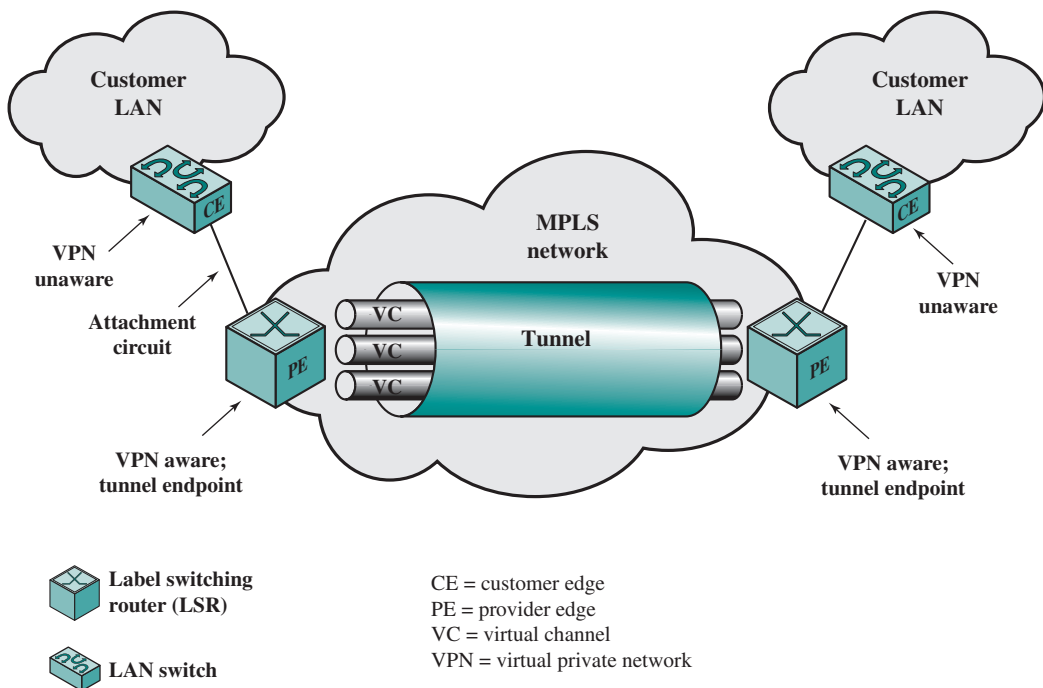 Customer
LAN
Customer
LAN
CE
CE
VPN
unaware
MPLS
network
VPN
unaware
Attachment
circuit
VC
VC
VC
Tunnel
PE
PE
VPN aware;
tunnel endpoint
VPN aware;
tunnel endpoint
Label switching
router (LSR)
LAN switch
CE = customer edge
PE = provider edge
VC = virtual channel
VPN = virtual private network